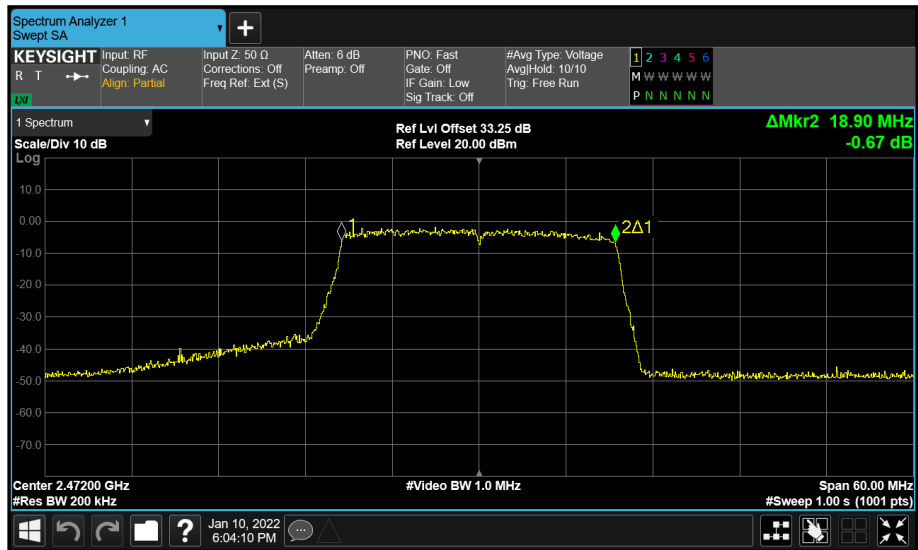 Spectrum Analyzer 1
Swept SA
KEYSIGHT
R T
LXI
Input: RF
Coupling: AC
Align: Partial
Input Z: 50 Ω
Corrections: Off
Freq Ref: Ext (S)
Atten: 6 dB
Preamp: Off
PNO: Fast
Gate: Off
IF Gain: Low
Sig Track: Off
#Avg Type: Voltage
Avg|Hold: 10/10
Trig: Free Run
1 2 3 4 5 6
M W W W W W
P N N N N N
1 Spectrum
Scale/Div 10 dB
Ref Lvl Offset 33.25 dB
Ref Level 20.00 dBm
ΔMkr2 18.90 MHz
-0.67 dB
Log
10.0
0.00
-10.0
-20.0
-30.0
-40.0
-50.0
-60.0
-70.0
1
2Δ1
Center 2.47200 GHz
#Res BW 200 kHz
#Video BW 1.0 MHz
Span 60.00 MHz
#Sweep 1.00 s (1001 pts)
?
Jan 10, 2022
6:04:10 PM